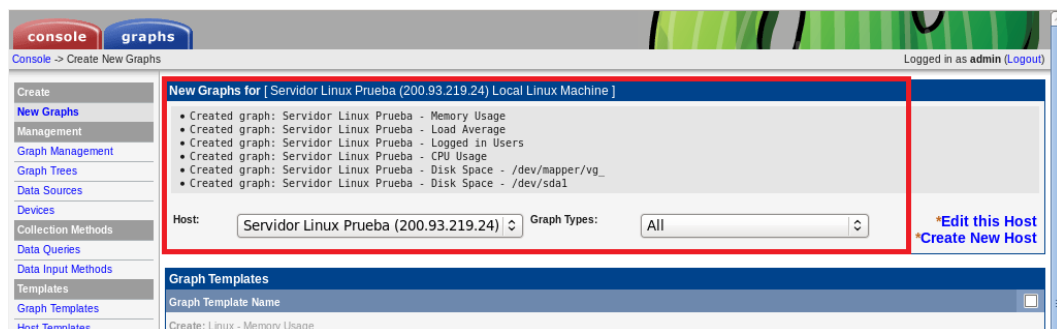 console graphs
Console -> Create New Graphs
Logged in as admin (Logout)
Create
New Graphs
Management
Graph Management
Graph Trees
Data Sources
Devices
Collection Methods
Data Queries
Data Input Methods
Templates
Graph Templates
Host Templates
New Graphs for [ Servidor Linux Prueba (200.93.219.24) Local Linux Machine ]
• Created graph: Servidor Linux Prueba - Memory Usage
• Created graph: Servidor Linux Prueba - Load Average
• Created graph: Servidor Linux Prueba - Logged in Users
• Created graph: Servidor Linux Prueba - CPU Usage
• Created graph: Servidor Linux Prueba - Disk Space - /dev/mapper/vg_
• Created graph: Servidor Linux Prueba - Disk Space - /dev/sda1
Host: Servidor Linux Prueba (200.93.219.24) Graph Types: All
*Edit this Host
*Create New Host
Graph Templates
Graph Template Name
Create: Linux - Memory Usage